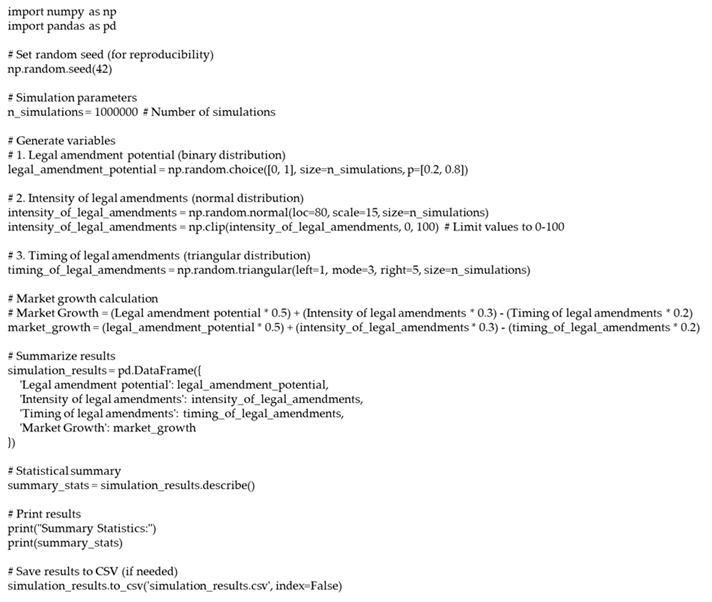 import numpy as np
import pandas as pd

# Set random seed (for reproducibility)
np.random.seed(42)

# Simulation parameters
n_simulations = 1000000 # Number of simulations

# Generate variables
# 1. Legal amendment potential (binary distribution)
legal_amendment_potential = np.random.choice([0, 1], size=n_simulations, p=[0.2, 0.8])

# 2. Intensity of legal amendments (normal distribution)
intensity_of_legal_amendments = np.random.normal(loc=80, scale=15, size=n_simulations)
intensity_of_legal_amendments = np.clip(intensity_of_legal_amendments, 0, 100) # Limit values to 0-100

# 3. Timing of legal amendments (triangular distribution)
timing_of_legal_amendments = np.random.triangular(left=1, mode=3, right=5, size=n_simulations)

# Market growth calculation
# Market Growth = (Legal amendment potential * 0.5) + (Intensity of legal amendments * 0.3) - (Timing of legal amendments * 0.2)
market_growth = (legal_amendment_potential * 0.5) + (intensity_of_legal_amendments * 0.3) - (timing_of_legal_amendments * 0.2)

# Summarize results
simulation_results = pd.DataFrame({
    'Legal amendment potential': legal_amendment_potential,
    'Intensity of legal amendments': intensity_of_legal_amendments,
    'Timing of legal amendments': timing_of_legal_amendments,
    'Market Growth': market_growth
})

# Statistical summary
summary_stats = simulation_results.describe()

# Print results
print("Summary Statistics:")
print(summary_stats)

# Save results to CSV (if needed)
simulation_results.to_csv('simulation_results.csv', index=False)